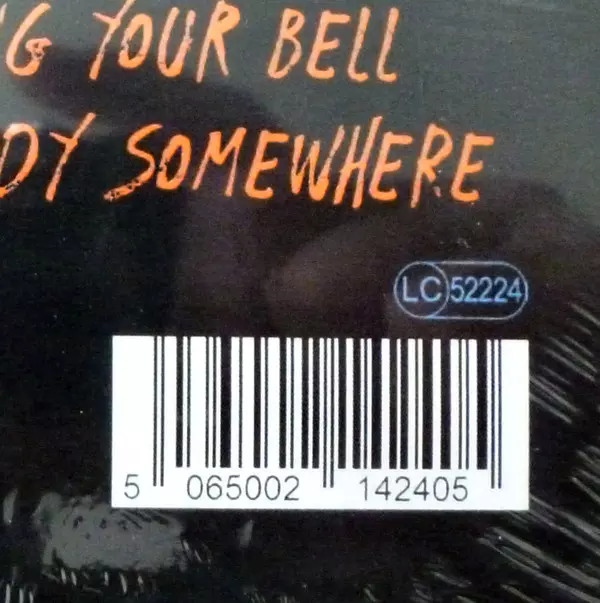 G YOUR BELL
DY SOMEWHERE
LC 52224
5 065002 142405